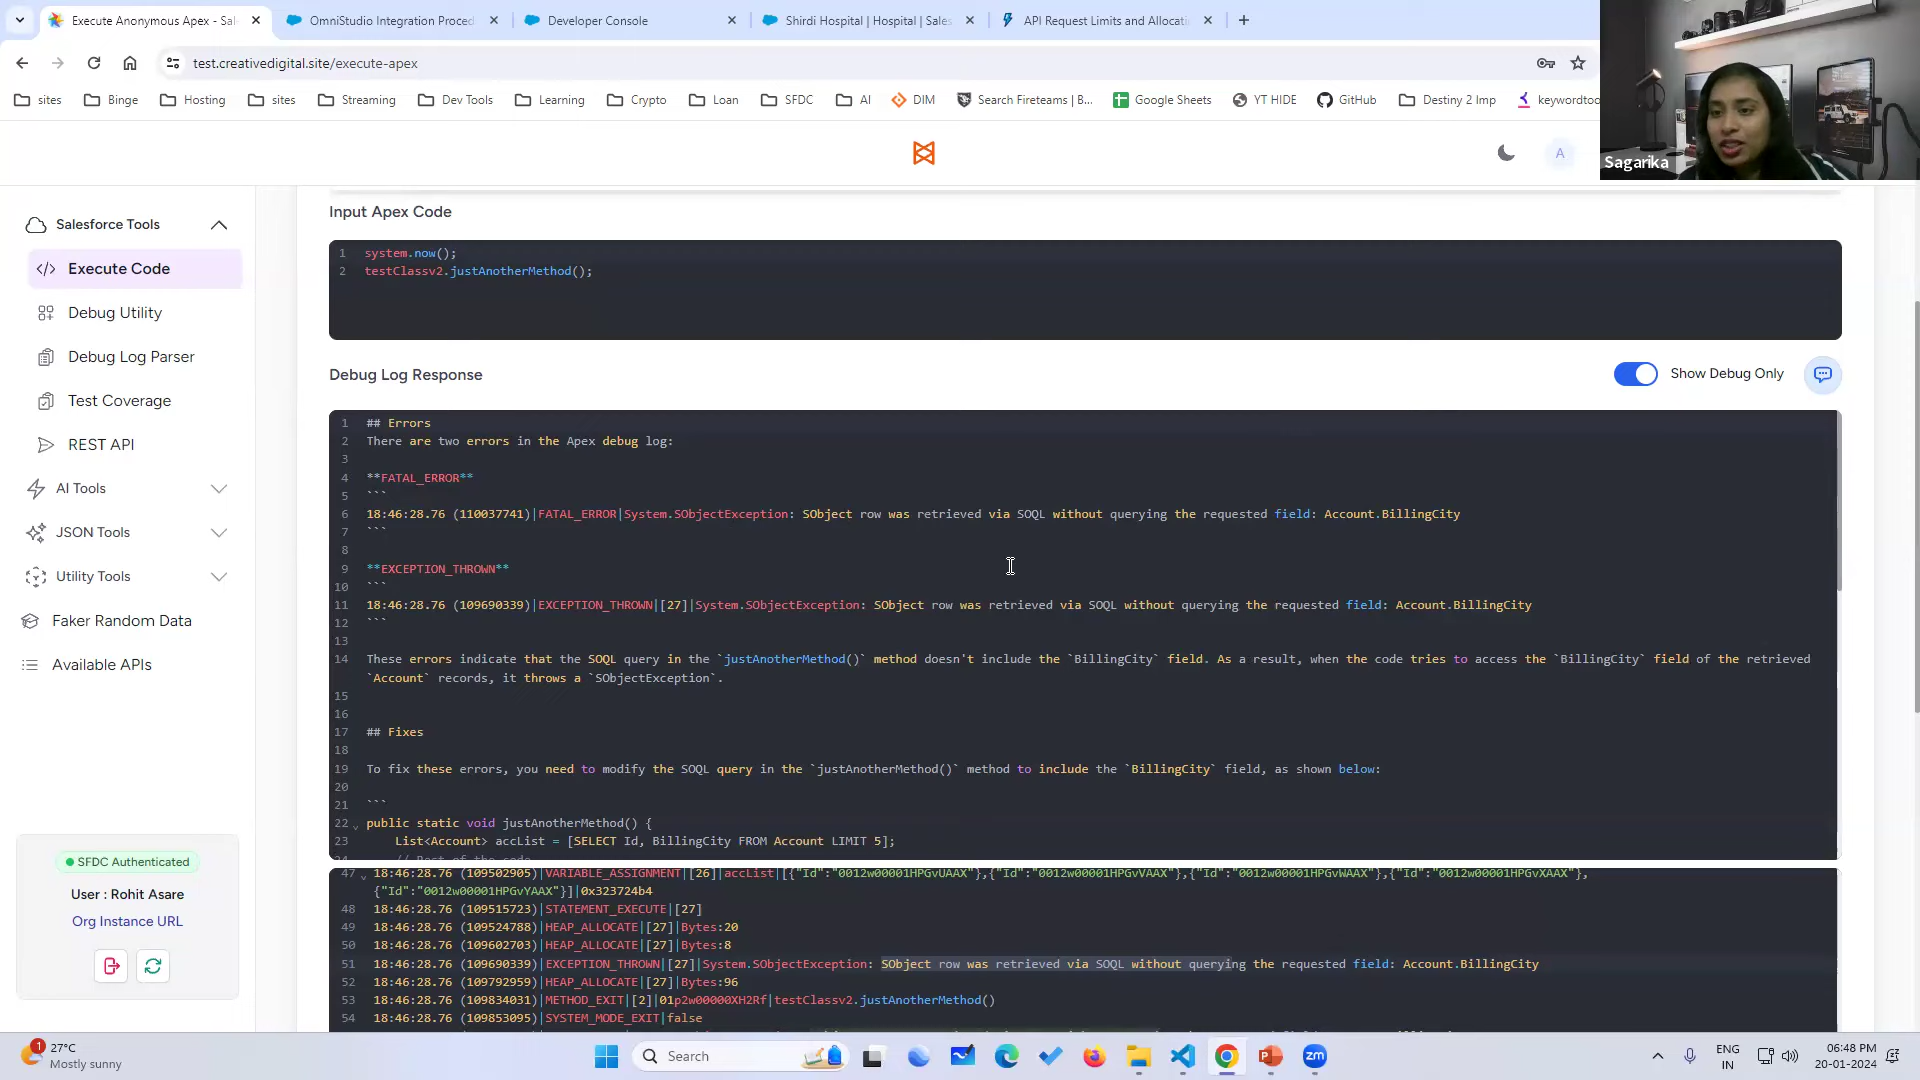 Execute Anonymous Apex - Sal
OmniStudio Integration Proced
Developer Console
Shirdi Hospital | Hospital | Sales
API Request Limits and Allocati
test.creativedigital.site/execute-apex
sites
Binge
Hosting
sites
Streaming
Dev Tools
Learning
Crypto
Loan
SFDC
AI
DIM
Search Fireteams | B...
Google Sheets
YT HIDE
GitHub
Destiny 2 Imp
keywordtoo
A
Sagarika
Salesforce Tools
Execute Code
Debug Utility
Debug Log Parser
Test Coverage
REST API
AI Tools
JSON Tools
Utility Tools
Faker Random Data
Available APIs
SFDC Authenticated
User : Rohit Asare
Org Instance URL
Input Apex Code
1 system.now();
2 testClassv2.justAnotherMethod();
Debug Log Response
Show Debug Only
1 ## Errors
2 There are two errors in the Apex debug log:
3
4 **FATAL_ERROR**
5 ```
6 18:46:28.76 (110037741)|FATAL_ERROR|System.SObjectException: SObject row was retrieved via SOQL without querying the requested field: Account.BillingCity
7 ```
8
9 **EXCEPTION_THROWN**
10 ```
11 18:46:28.76 (109690339)|EXCEPTION_THROWN|[27]|System.SObjectException: SObject row was retrieved via SOQL without querying the requested field: Account.BillingCity
12 ```
13
14 These errors indicate that the SOQL query in the `justAnotherMethod()` method doesn't include the `BillingCity` field. As a result, when the code tries to access the `BillingCity` field of the retrieved
`Account` records, it throws a `SObjectException`.
15
16
17 ## Fixes
18
19 To fix these errors, you need to modify the SOQL query in the `justAnotherMethod()` method to include the `BillingCity` field, as shown below:
20
21 ```
22 public static void justAnotherMethod() {
23 List<Account> accList = [SELECT Id, BillingCity FROM Account LIMIT 5];
24 // Rest of the code
47 18:46:28.76 (109502905)|VARIABLE_ASSIGNMENT|[26]|accList|[{"Id":"0012w00001HPGvUAAX"},{"Id":"0012w00001HPGvVAAX"},{"Id":"0012w00001HPGvWAAX"},{"Id":"0012w00001HPGvXAAX"},
{"Id":"0012w00001HPGvYAAX"}]|0x323724b4
48 18:46:28.76 (109515723)|STATEMENT_EXECUTE|[27]
49 18:46:28.76 (109524788)|HEAP_ALLOCATE|[27]|Bytes:20
50 18:46:28.76 (109602703)|HEAP_ALLOCATE|[27]|Bytes:8
51 18:46:28.76 (109690339)|EXCEPTION_THROWN|[27]|System.SObjectException: SObject row was retrieved via SOQL without querying the requested field: Account.BillingCity
52 18:46:28.76 (109792959)|HEAP_ALLOCATE|[27]|Bytes:96
53 18:46:28.76 (109834031)|METHOD_EXIT|[2]|01p2w00000XH2Rf|testClassv2.justAnotherMethod()
54 18:46:28.76 (109853095)|SYSTEM_MODE_EXIT|false
1
27°C
Mostly sunny
Search
zm
ENG
IN
06:48 PM
20-01-2024